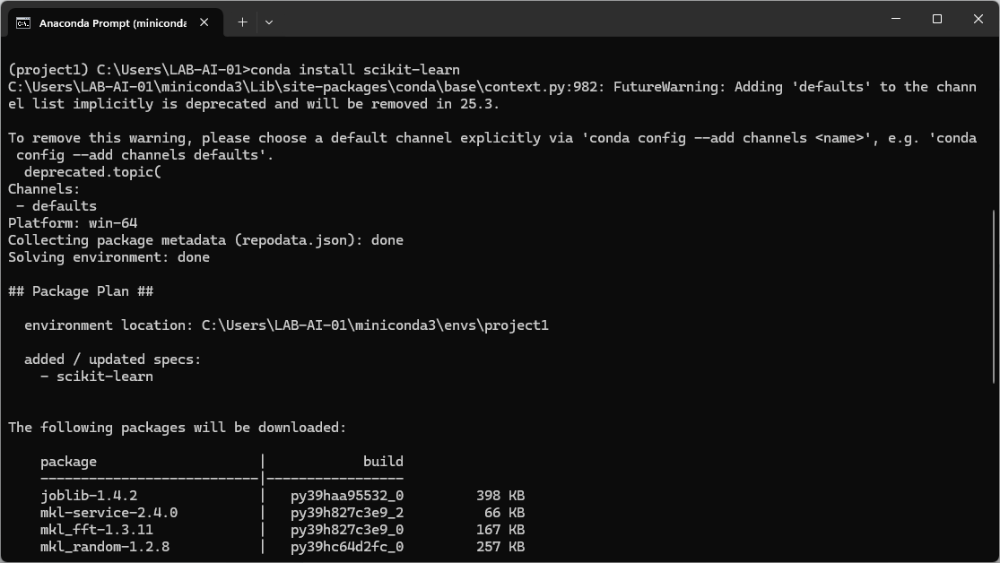 Anaconda Prompt (miniconda
(project1) C:\Users\LAB-AI-01>conda install scikit-learn
C:\Users\LAB-AI-01\miniconda3\Lib\site-packages\conda\base\context.py:982: FutureWarning: Adding 'defaults' to the chann
el list implicitly is deprecated and will be removed in 25.3.
To remove this warning, please choose a default channel explicitly via 'conda config --add channels <name>', e.g. 'conda
 config --add channels defaults'.
  deprecated.topic(
Channels:
 - defaults
Platform: win-64
Collecting package metadata (repodata.json): done
Solving environment: done
## Package Plan ##
  environment location: C:\Users\LAB-AI-01\miniconda3\envs\project1
  added / updated specs:
    - scikit-learn
The following packages will be downloaded:
    package                    |            build
    ---------------------------|-----------------
    joblib-1.4.2               |   py39haa95532_0         398 KB
    mkl-service-2.4.0          |   py39h827c3e9_2          66 KB
    mkl_fft-1.3.11             |   py39h827c3e9_0         167 KB
    mkl_random-1.2.8           |   py39hc64d2fc_0         257 KB